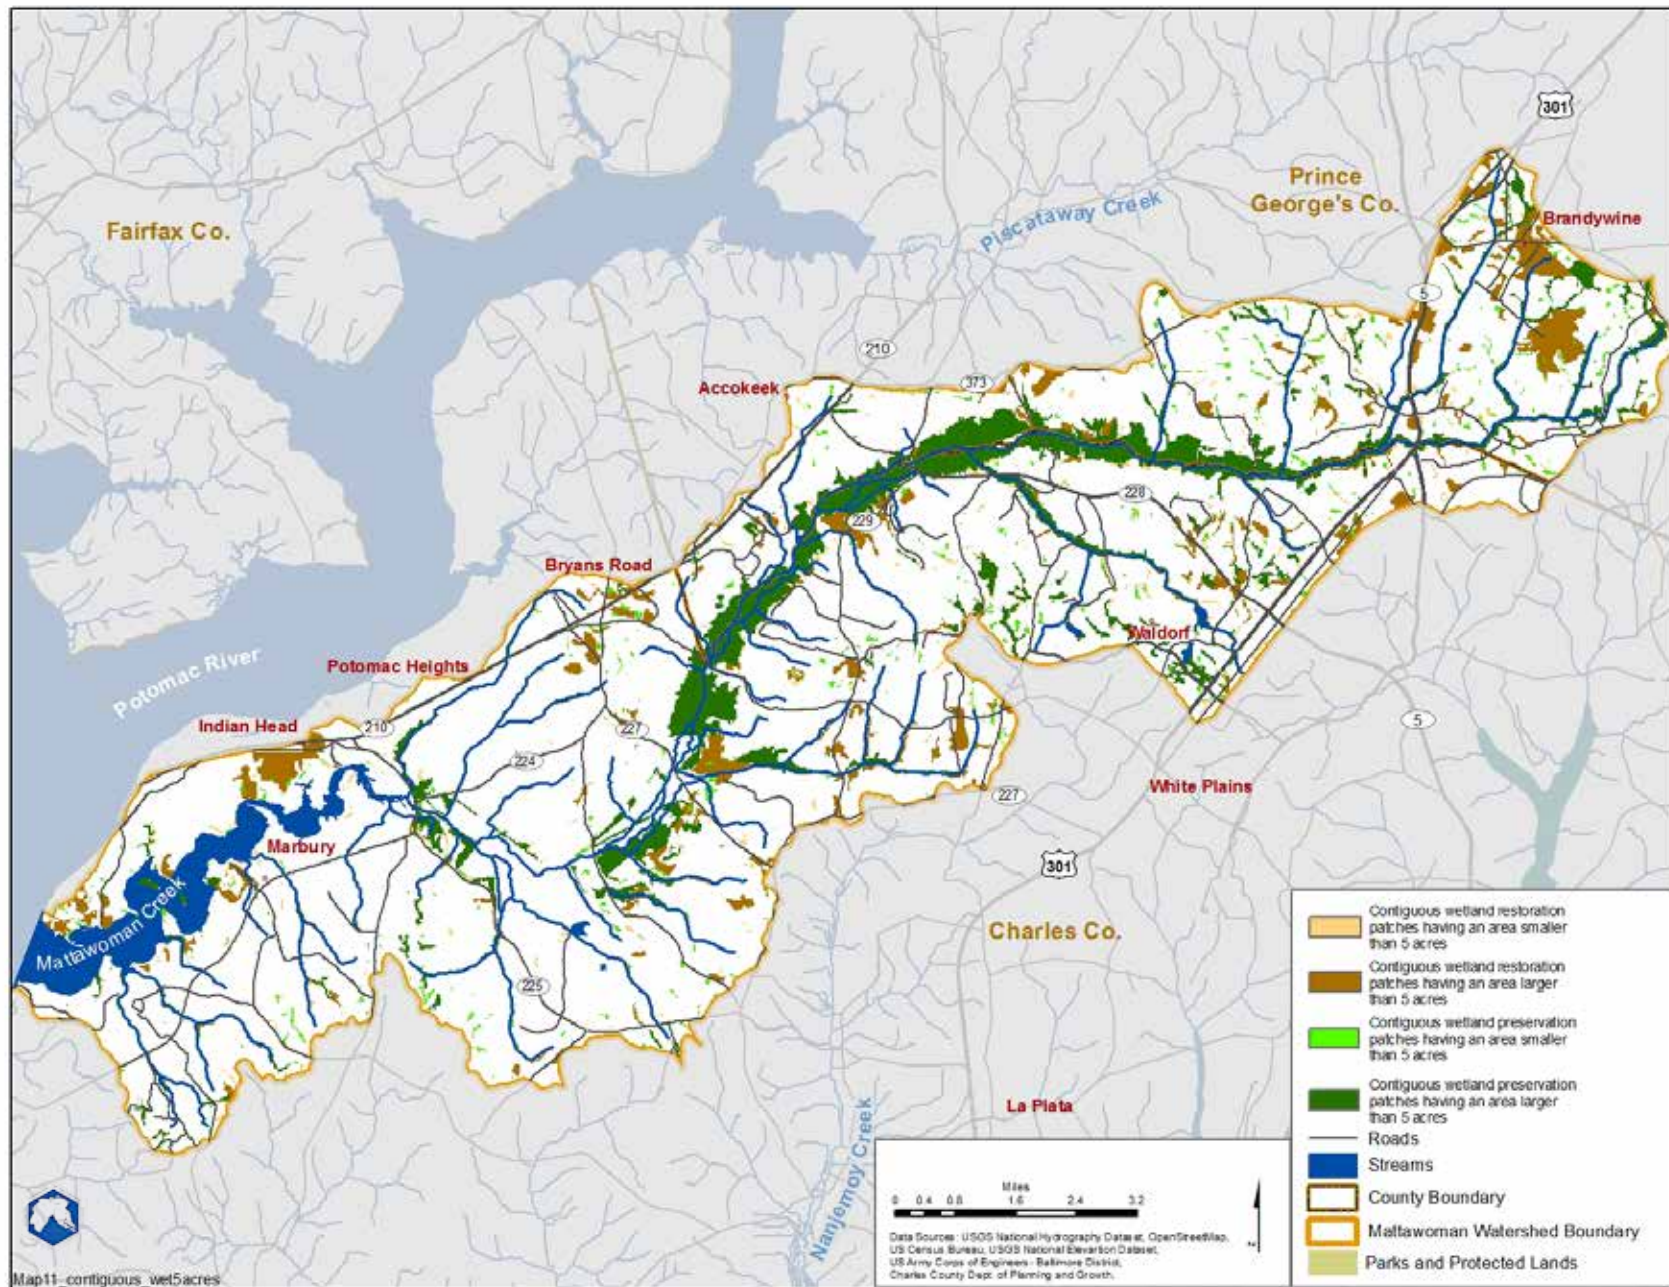 301
Prince
George's Co.
Brandywine
Piscataway Creek
Fairfax Co.
5
210
373
Accokeek
228
229
Bryans Road
Waldorf
Potomac River
Potomac Heights
Indian Head
210
227
224
5
White Plains
227
Marbury
301
Mattawoman Creek
Charles Co.
225
La Plata
Nanjemoy Creek
Contiguous wetland restoration
patches having an area smaller
than 5 acres
Contiguous wetland restoration
patches having an area larger
than 5 acres
Contiguous wetland preservation
patches having an area smaller
than 5 acres
Contiguous wetland preservation
patches having an area larger
than 5 acres
Roads
Streams
County Boundary
Mattawoman Watershed Boundary
Parks and Protected Lands
Miles
0 0.4 0.8 1.6 2.4 3.2
Data Sources: USGS National Hydrography Dataset, OpenStreetMap,
US Census Bureau, USGS National Elevartion Dataset,
US Army Corps of Engineers - Baltimore District,
Charles County Dept. of Planning and Growth.
Map11_contiguous_wet5acres